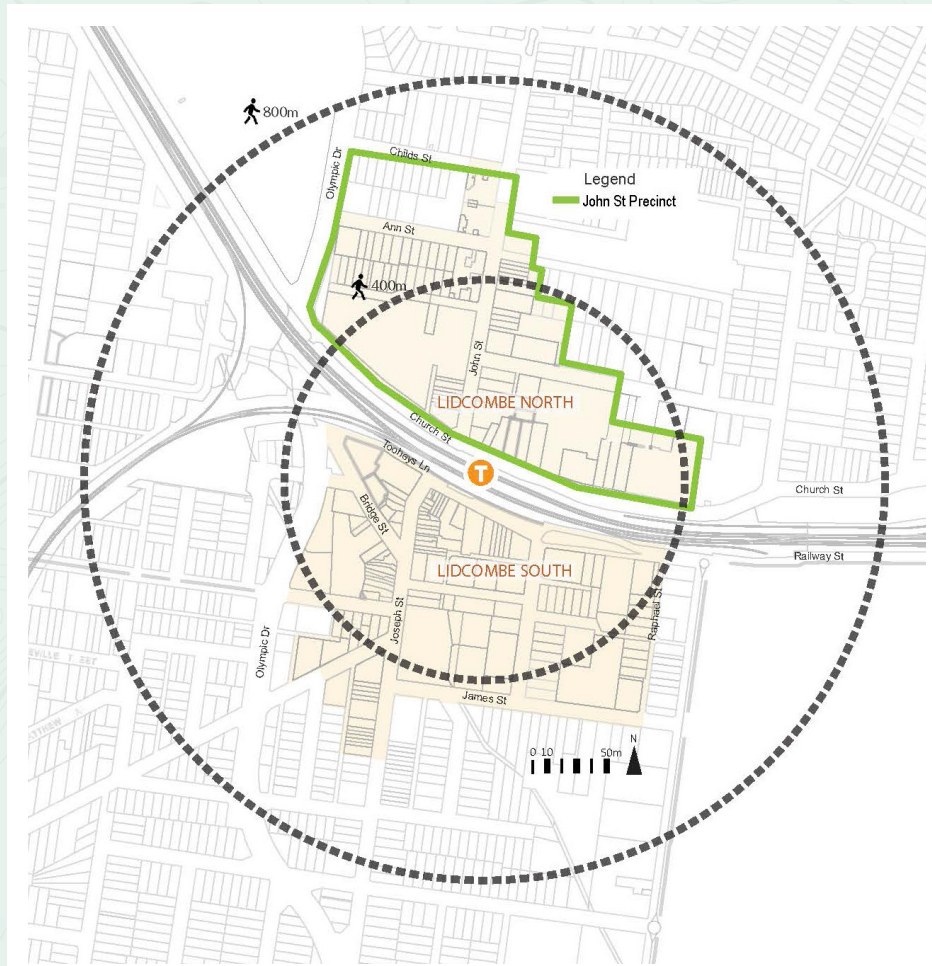 800m
Childs St
Olympic Dr
Legend
John St Precinct
Ann St
400m
John St
LIDCOMBE NORTH
Church St
Tooheys Ln
T
Church St
Bridge St
Railway St
LIDCOMBE SOUTH
Joseph St
Raphael St
Olympic Dr
James St
N
0 10 50m